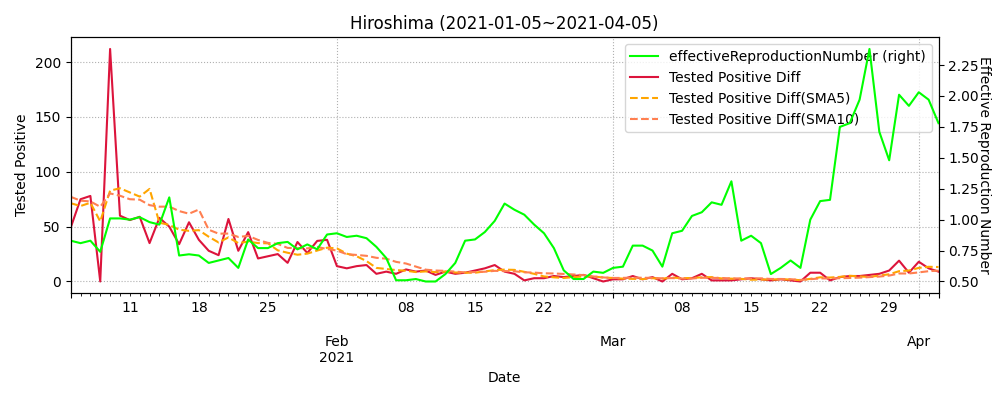 Hiroshima (2021-01-05~2021-04-05)
effectiveReproductionNumber (right)
Tested Positive Diff
Tested Positive Diff(SMA5)
Tested Positive Diff(SMA10)
Tested Positive
200
150
100
50
0
2.25
2.00
1.75
1.50
1.25
1.00
0.75
0.50
Effective Reproduction Number
11 18 25 08 15 22 08 15 22 29
Feb Mar Apr
2021
Date